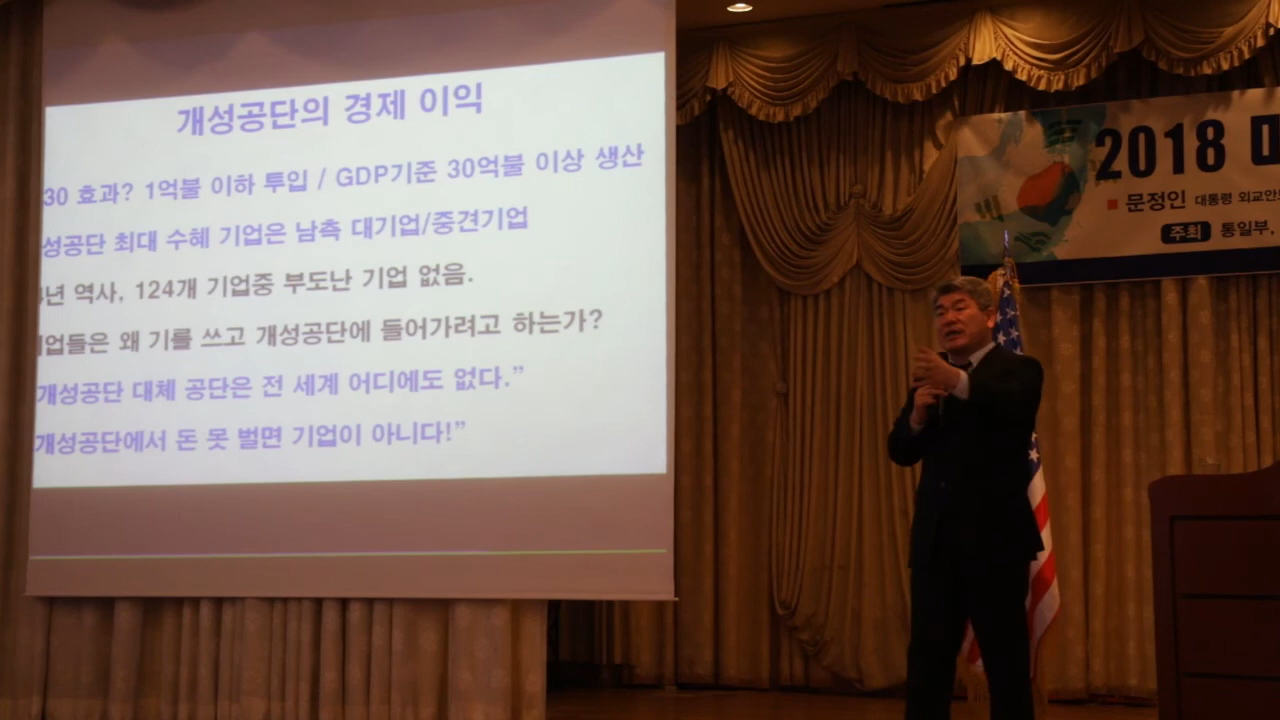 개성공단의 경제 이익
30 효과? 1억불 이하 투입 / GDP기준 30억불 이상 생산
성공단 최대 수혜 기업은 남측 대기업/중견기업
년 역사, 124개 기업중 부도난 기업 없음.
업들은 왜 기를 쓰고 개성공단에 들어가려고 하는가?
개성공단 대체 공단은 전 세계 어디에도 없다.”
개성공단에서 돈 못 벌면 기업이 아니다!”
2018
■ 문정인 대통령 외교안보
주최 통일부,